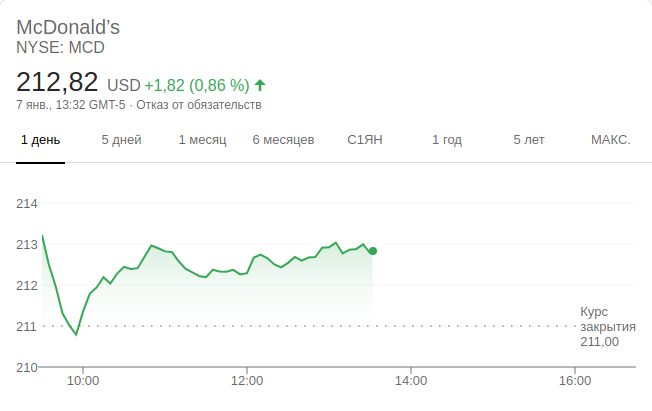 McDonald’s
NYSE: MCD
212,82 USD +1,82 (0,86 %)
7 янв., 13:32 GMT-5 · Отказ от обязательств
1 день 5 дней 1 месяц 6 месяцев С1ЯН 1 год 5 лет МАКС.
214
213
212
Курс
закрытия
211,00
211
210
10:00 12:00 14:00 16:00